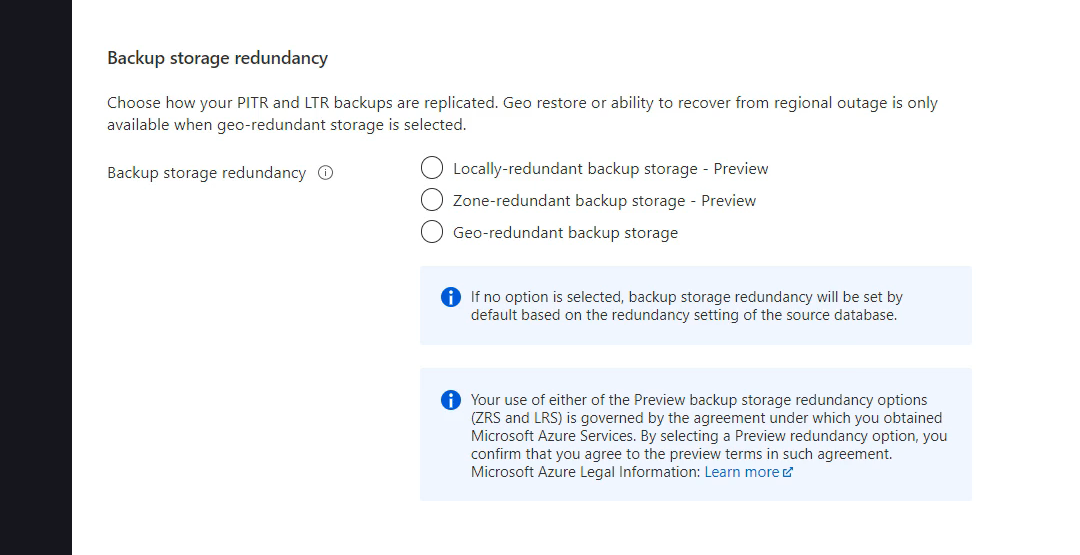 Backup storage redundancy
Choose how your PITR and LTR backups are replicated. Geo restore or ability to recover from regional outage is only
available when geo-redundant storage is selected.
Backup storage redundancy
Locally-redundant backup storage - Preview
Zone-redundant backup storage - Preview
Geo-redundant backup storage
If no option is selected, backup storage redundancy will be set by
default based on the redundancy setting of the source database.
Your use of either of the Preview backup storage redundancy options
(ZRS and LRS) is governed by the agreement under which you obtained
Microsoft Azure Services. By selecting a Preview redundancy option, you
confirm that you agree to the preview terms in such agreement.
Microsoft Azure Legal Information: Learn more